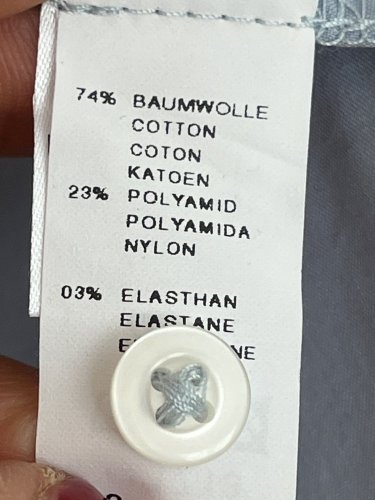 74% BAUMWOLLE
COTTON
COTON
KATOEN
23% POLYAMID
POLYAMIDA
NYLON
03% ELASTHAN
ELASTANE